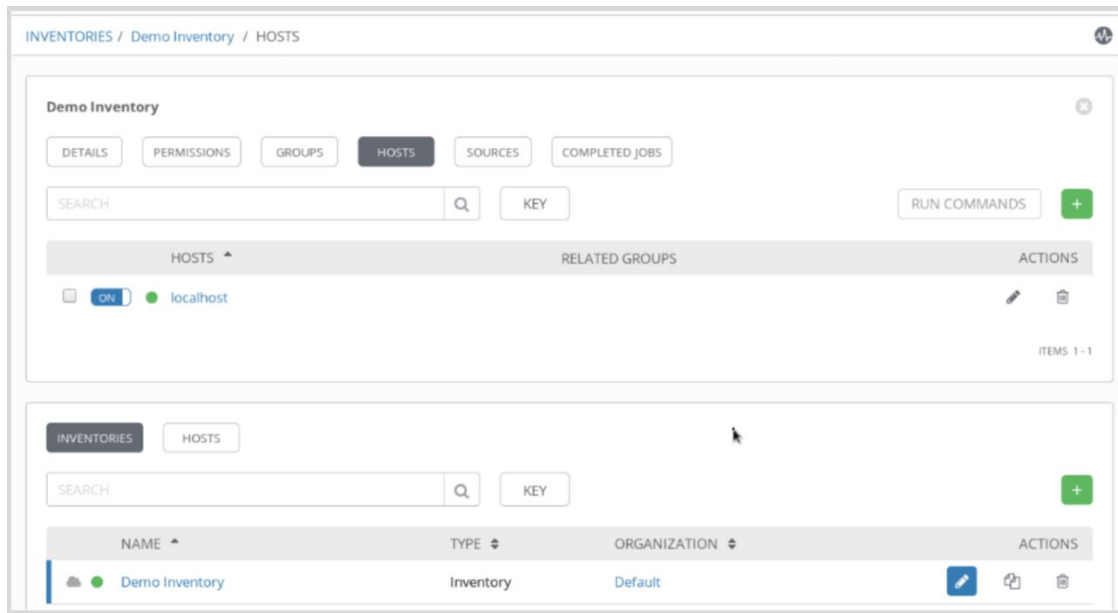 INVENTORIES / Demo Inventory / HOSTS
Demo Inventory
DETAILS PERMISSIONS GROUPS HOSTS SOURCES COMPLETED JOBS
SEARCH KEY RUN COMMANDS +
HOSTS RELATED GROUPS ACTIONS
ON localhost
ITEMS 1 - 1
INVENTORIES HOSTS
SEARCH KEY +
NAME TYPE ORGANIZATION ACTIONS
Demo Inventory Inventory Default